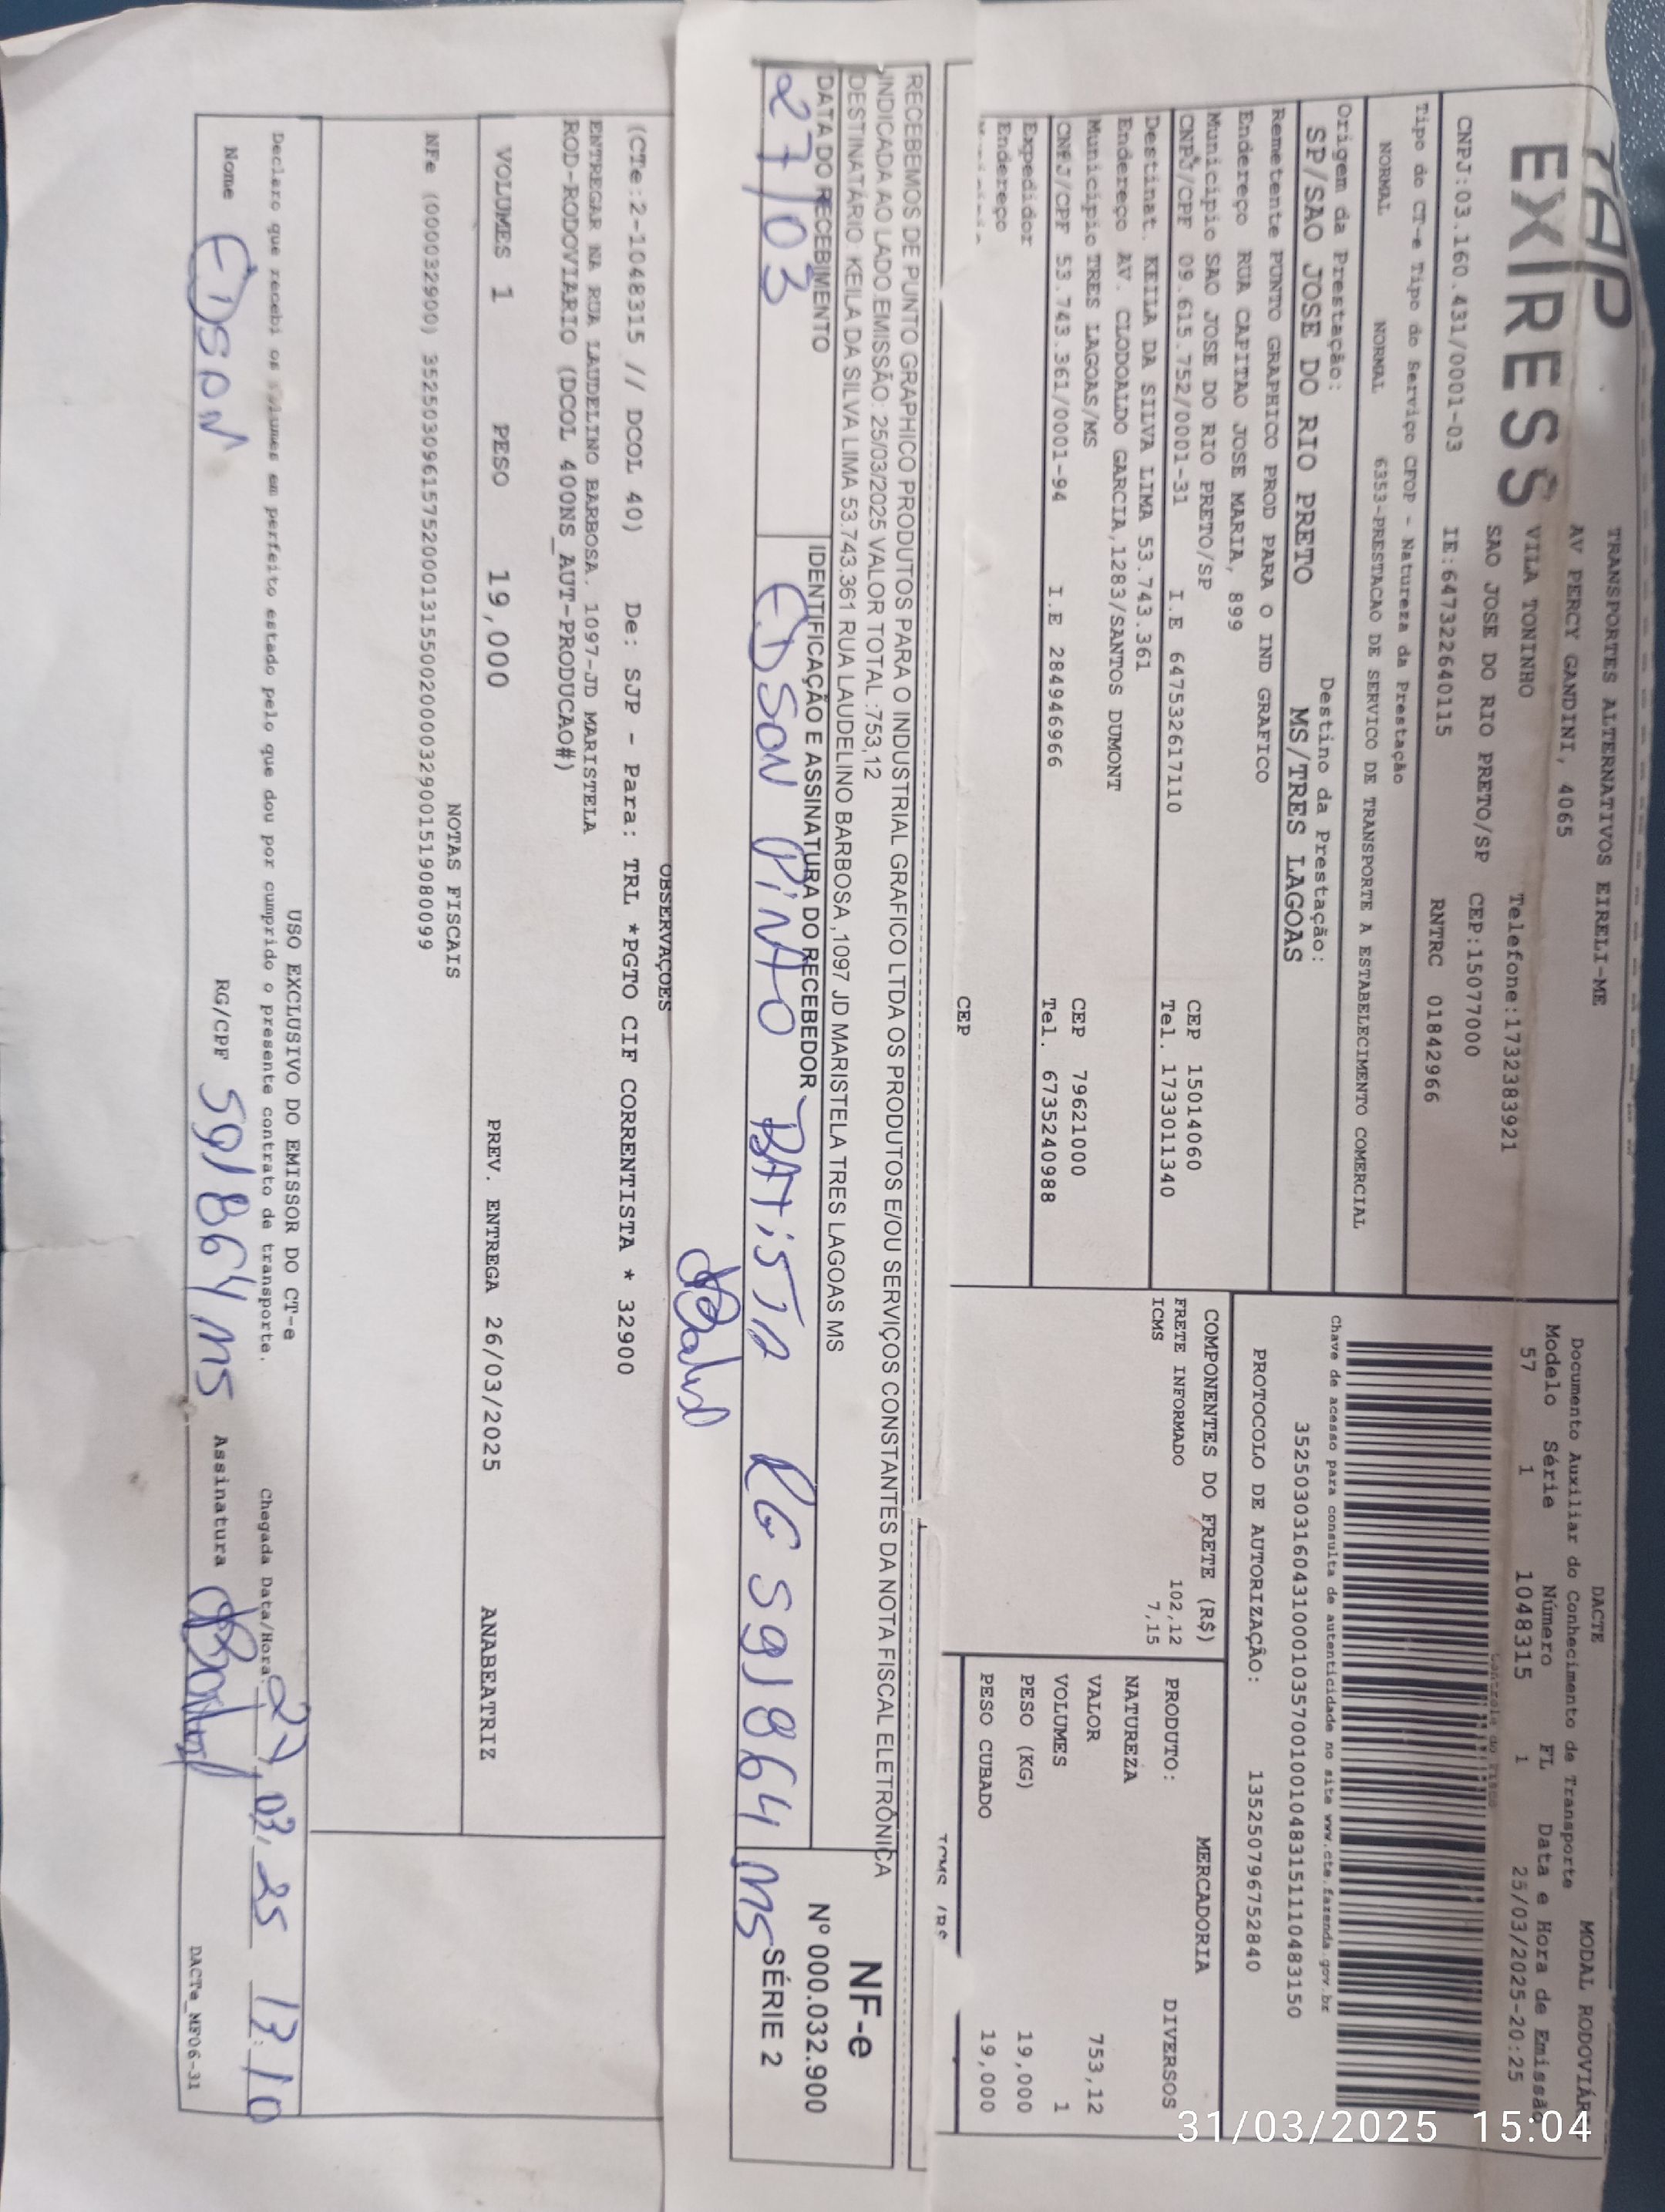 TAP
EXPRESS
TRANSPORTES ALTERNATIVOS EIRELI-ME
AV PERCY GANDINI, 4065
VILA TONINHO Telefone:1732383921
SAO JOSE DO RIO PRETO/SP CEP:15077000
CNPJ:03.160.431/0001-03 IE:647322640115 RNTRC 01842966
Tipo do CT-e Tipo do Serviço CFOP - Natureza da Prestação
NORMAL NORMAL 6353-PRESTACAO DE SERVICO DE TRANSPORTE A ESTABELECIMENTO COMERCIAL
Origem da Prestação: Destino da Prestação:
SP/SAO JOSE DO RIO PRETO MS/TRES LAGOAS
Remetente PUNTO GRAPHICO PROD PARA O IND GRAFICO
Endereço RUA CAPITAO JOSE MARIA, 899
Município SAO JOSE DO RIO PRETO/SP CEP 15014060
CNPJ/CPF 09.615.752/0001-31 I.E 647532617110 Tel. 1733011340
Destinat. KEILA DA SILVA LIMA 53.743.361
Endereço AV. CLODOALDO GARCIA,1283/SANTOS DUMONT
Município TRES LAGOAS/MS CEP 79621000
CNPJ/CPF 53.743.361/0001-94 I.E 284946966 Tel. 6735240988
Expedidor
Endereço CEP
DACTE MODAL RODOVIÁR
Documento Auxiliar do Conhecimento de Transporte
Modelo Série Número FL Data e Hora de Emissão
57 1 1048315 1 25/03/2025-20:25
Controle do Fisco
Chave de acesso para consulta de autenticidade no site www.cte.fazenda.gov.br
35250303160431000103570010010483151110483150
PROTOCOLO DE AUTORIZAÇÃO: 135250796752840
COMPONENTES DO FRETE (R$)
FRETE INFORMADO 102,12
ICMS 7,15
MERCADORIA
PRODUTO: DIVERSOS
NATUREZA
VALOR 753,12
VOLUMES 1
PESO (KG) 19,000
PESO CUBADO 19,000
RECEBEMOS DE PUNTO GRAPHICO PRODUTOS PARA O INDUSTRIAL GRAFICO LTDA OS PRODUTOS E/OU SERVIÇOS CONSTANTES DA NOTA FISCAL ELETRÔNICA
INDICADA AO LADO EMISSÃO: 25/03/2025 VALOR TOTAL :753,12
DESTINATÁRIO: KEILA DA SILVA LIMA 53.743.361 RUA LAUDELINO BARBOSA ,1097 JD MARISTELA TRES LAGOAS MS
DATA DO RECEBIMENTO IDENTIFICAÇÃO E ASSINATURA DO RECEBEDOR
27/03 EDSON PINAO BATISTA RG 591864 MS
NF-e
Nº 000.032.900
SÉRIE 2
OBSERVAÇOES
(CTe:2-1048315 // DCOL 40) De: SJP - Para: TRL *PGTO CIF CORRENTISTA * 32900
ENTREGAR NA RUA LAUDELINO BARBOSA. 1097-JD MARISTELA
ROD-RODOVIARIO (DCOL 400NS_AUT-PRODUCAO#)
VOLUMES 1 PESO 19,000 PREV. ENTREGA 26/03/2025 ANABEATRIZ
NOTAS FISCAIS
NFe (000032900) 35250309615752000131550020000329001519080099
USO EXCLUSIVO DO EMISSOR DO CT-e
Declaro que recebi os volumes em perfeito estado pelo que dou por cumprido o presente contrato de transporte. Chegada Data/Hora 27/03/25 13:10
Nome EDSON RG/CPF 591864 MS Assinatura
DACTe_MF06-31
31/03/2025 15:04